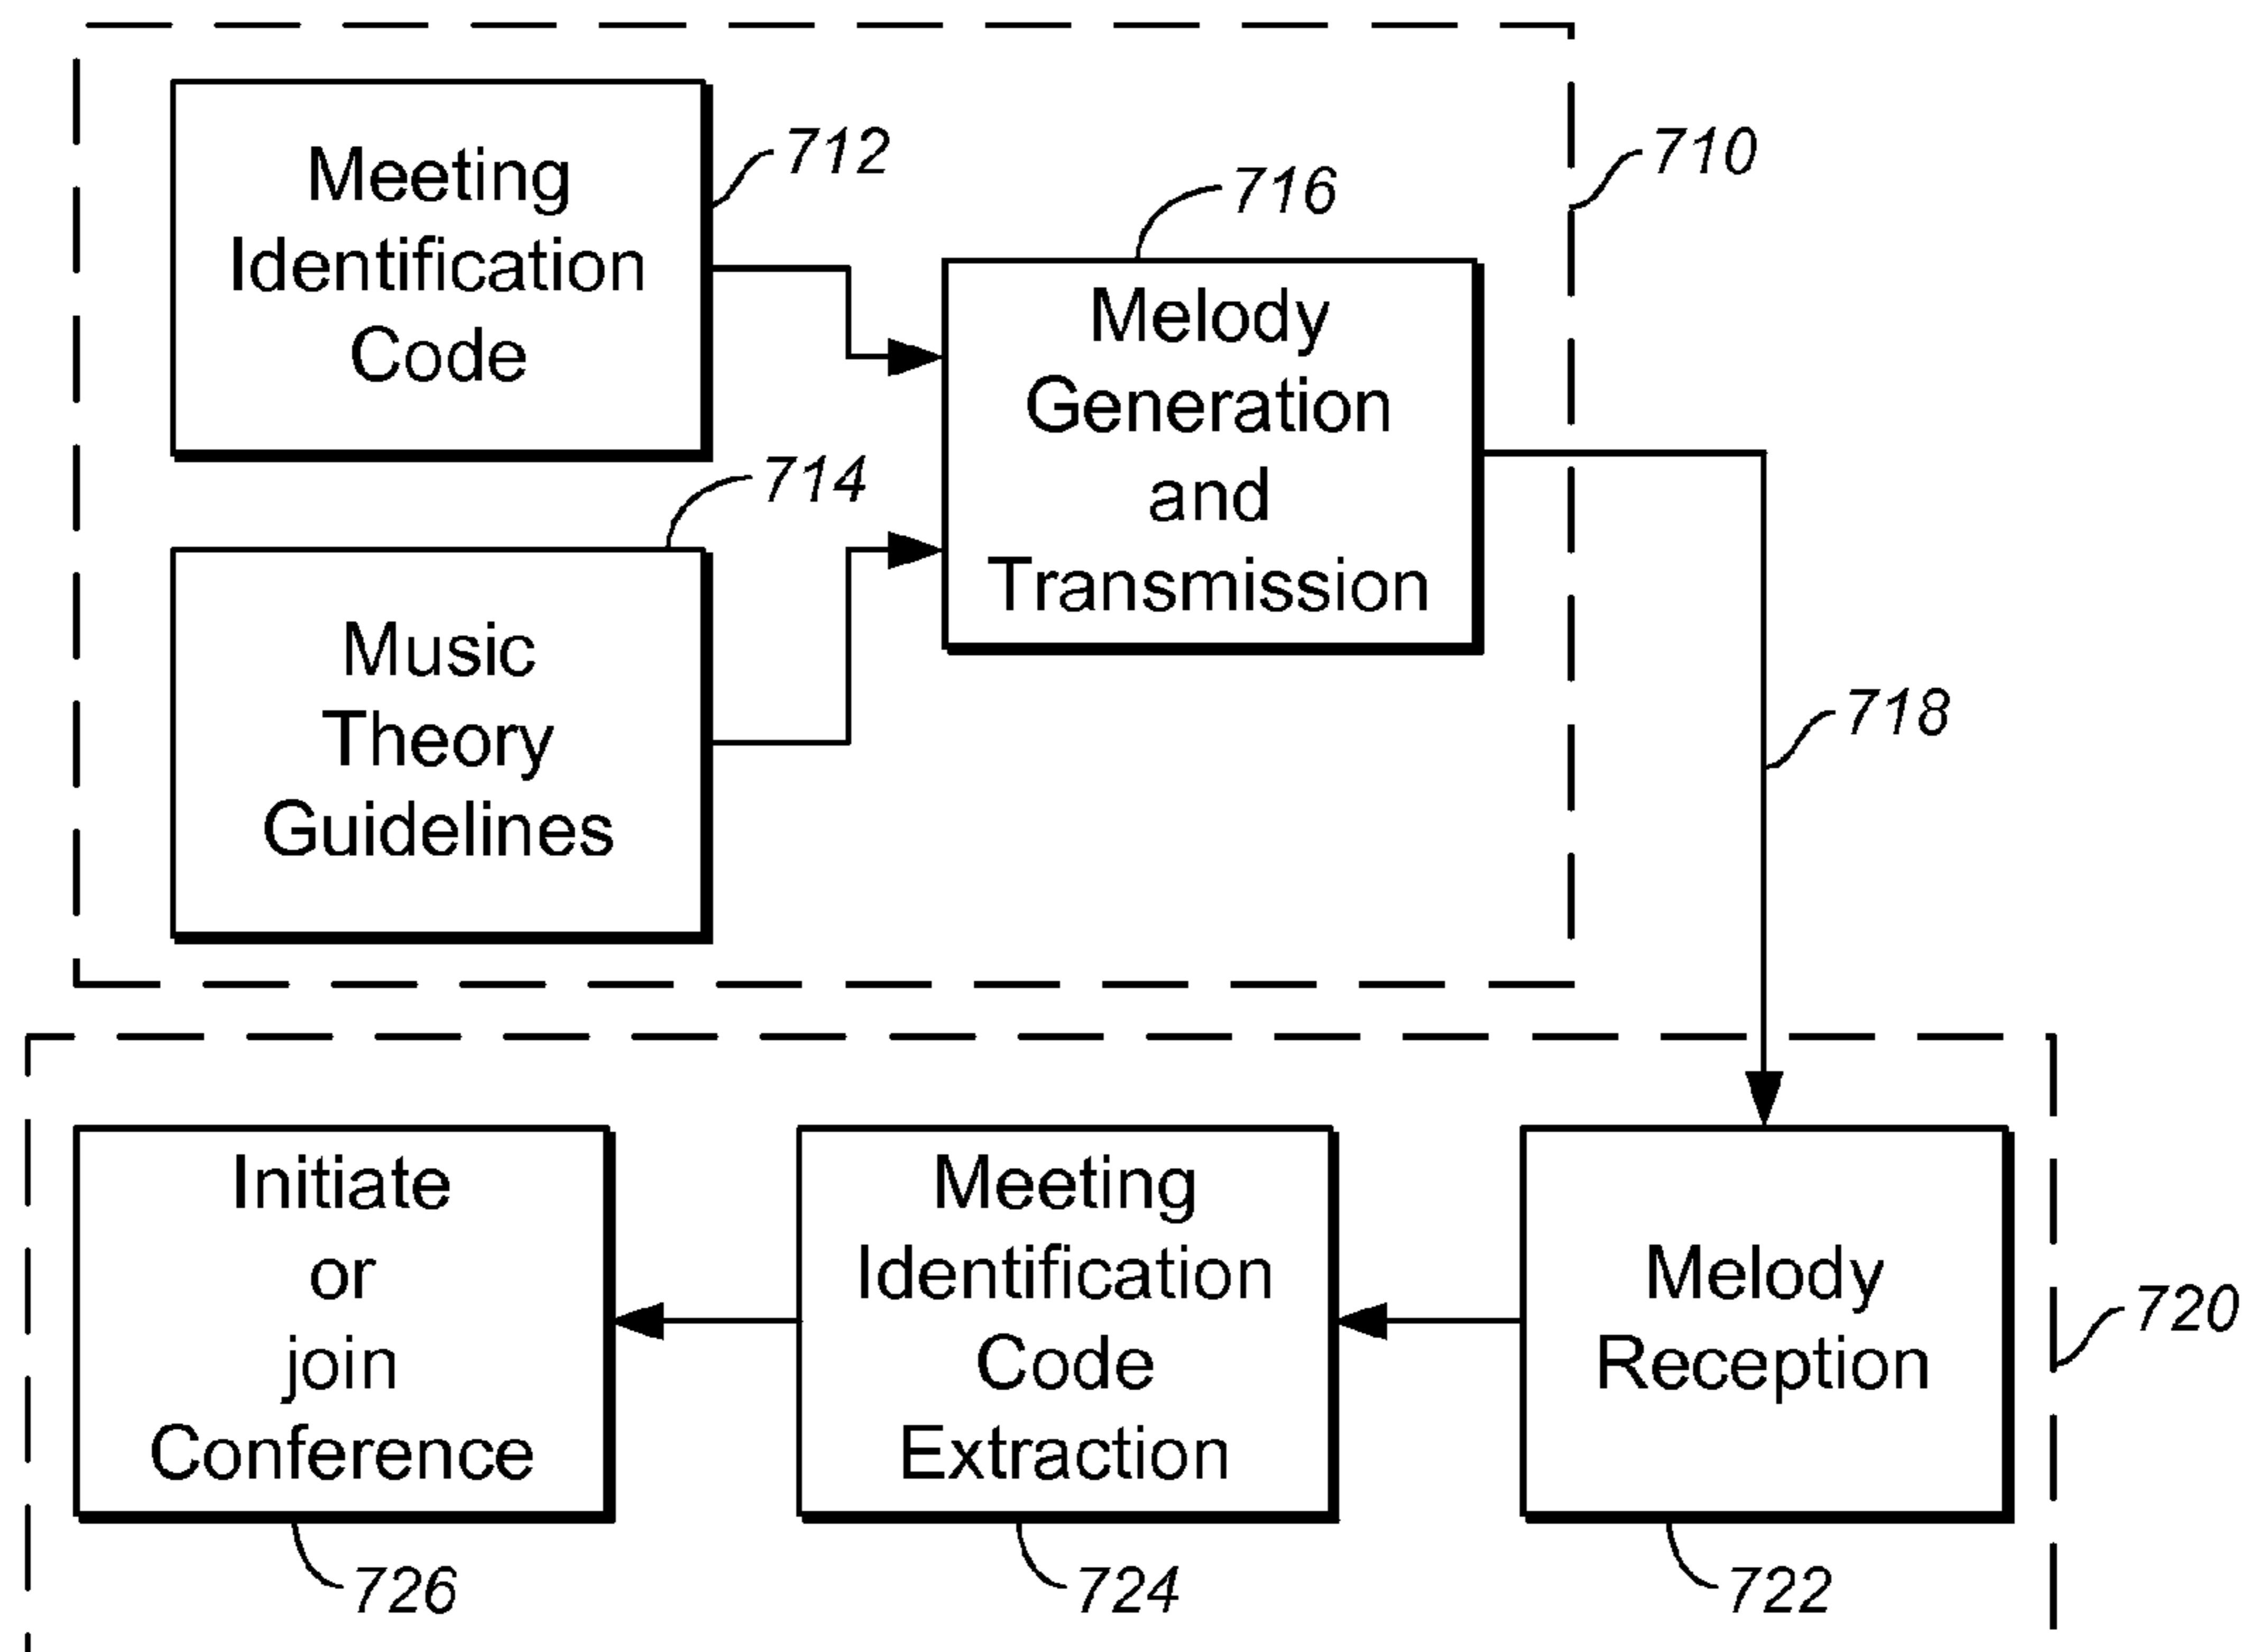 Meeting
Identification
Code
712
710
716
Melody
Generation
and
Transmission
714
Music
Theory
Guidelines
718
Initiate
or
join
Conference
Meeting
Identification
Code
Extraction
Melody
Reception
720
726
724
722